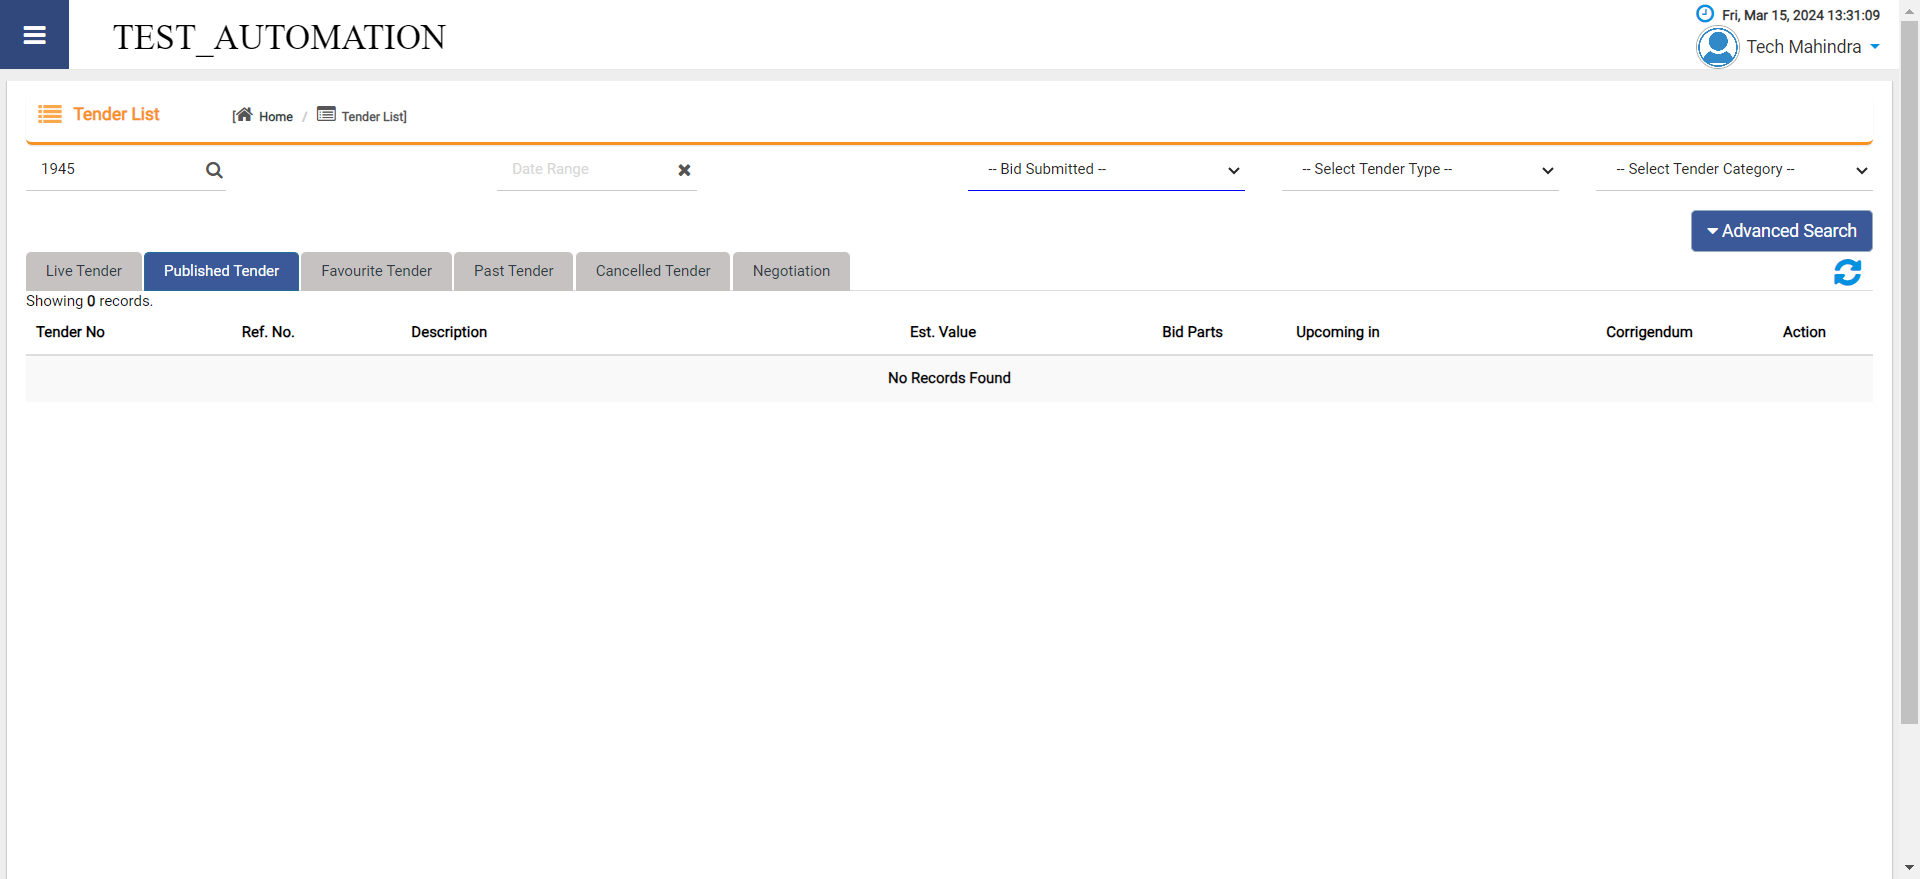 TEST_AUTOMATION
Fri, Mar 15, 2024 13:31:09
Tech Mahindra
Tender List
[Home / Tender List]
1945
Date Range
-- Bid Submitted --
-- Select Tender Type --
-- Select Tender Category --
Advanced Search
Live Tender
Published Tender
Favourite Tender
Past Tender
Cancelled Tender
Negotiation
Showing 0 records.
Tender No Ref. No. Description Est. Value Bid Parts Upcoming in Corrigendum Action
No Records Found